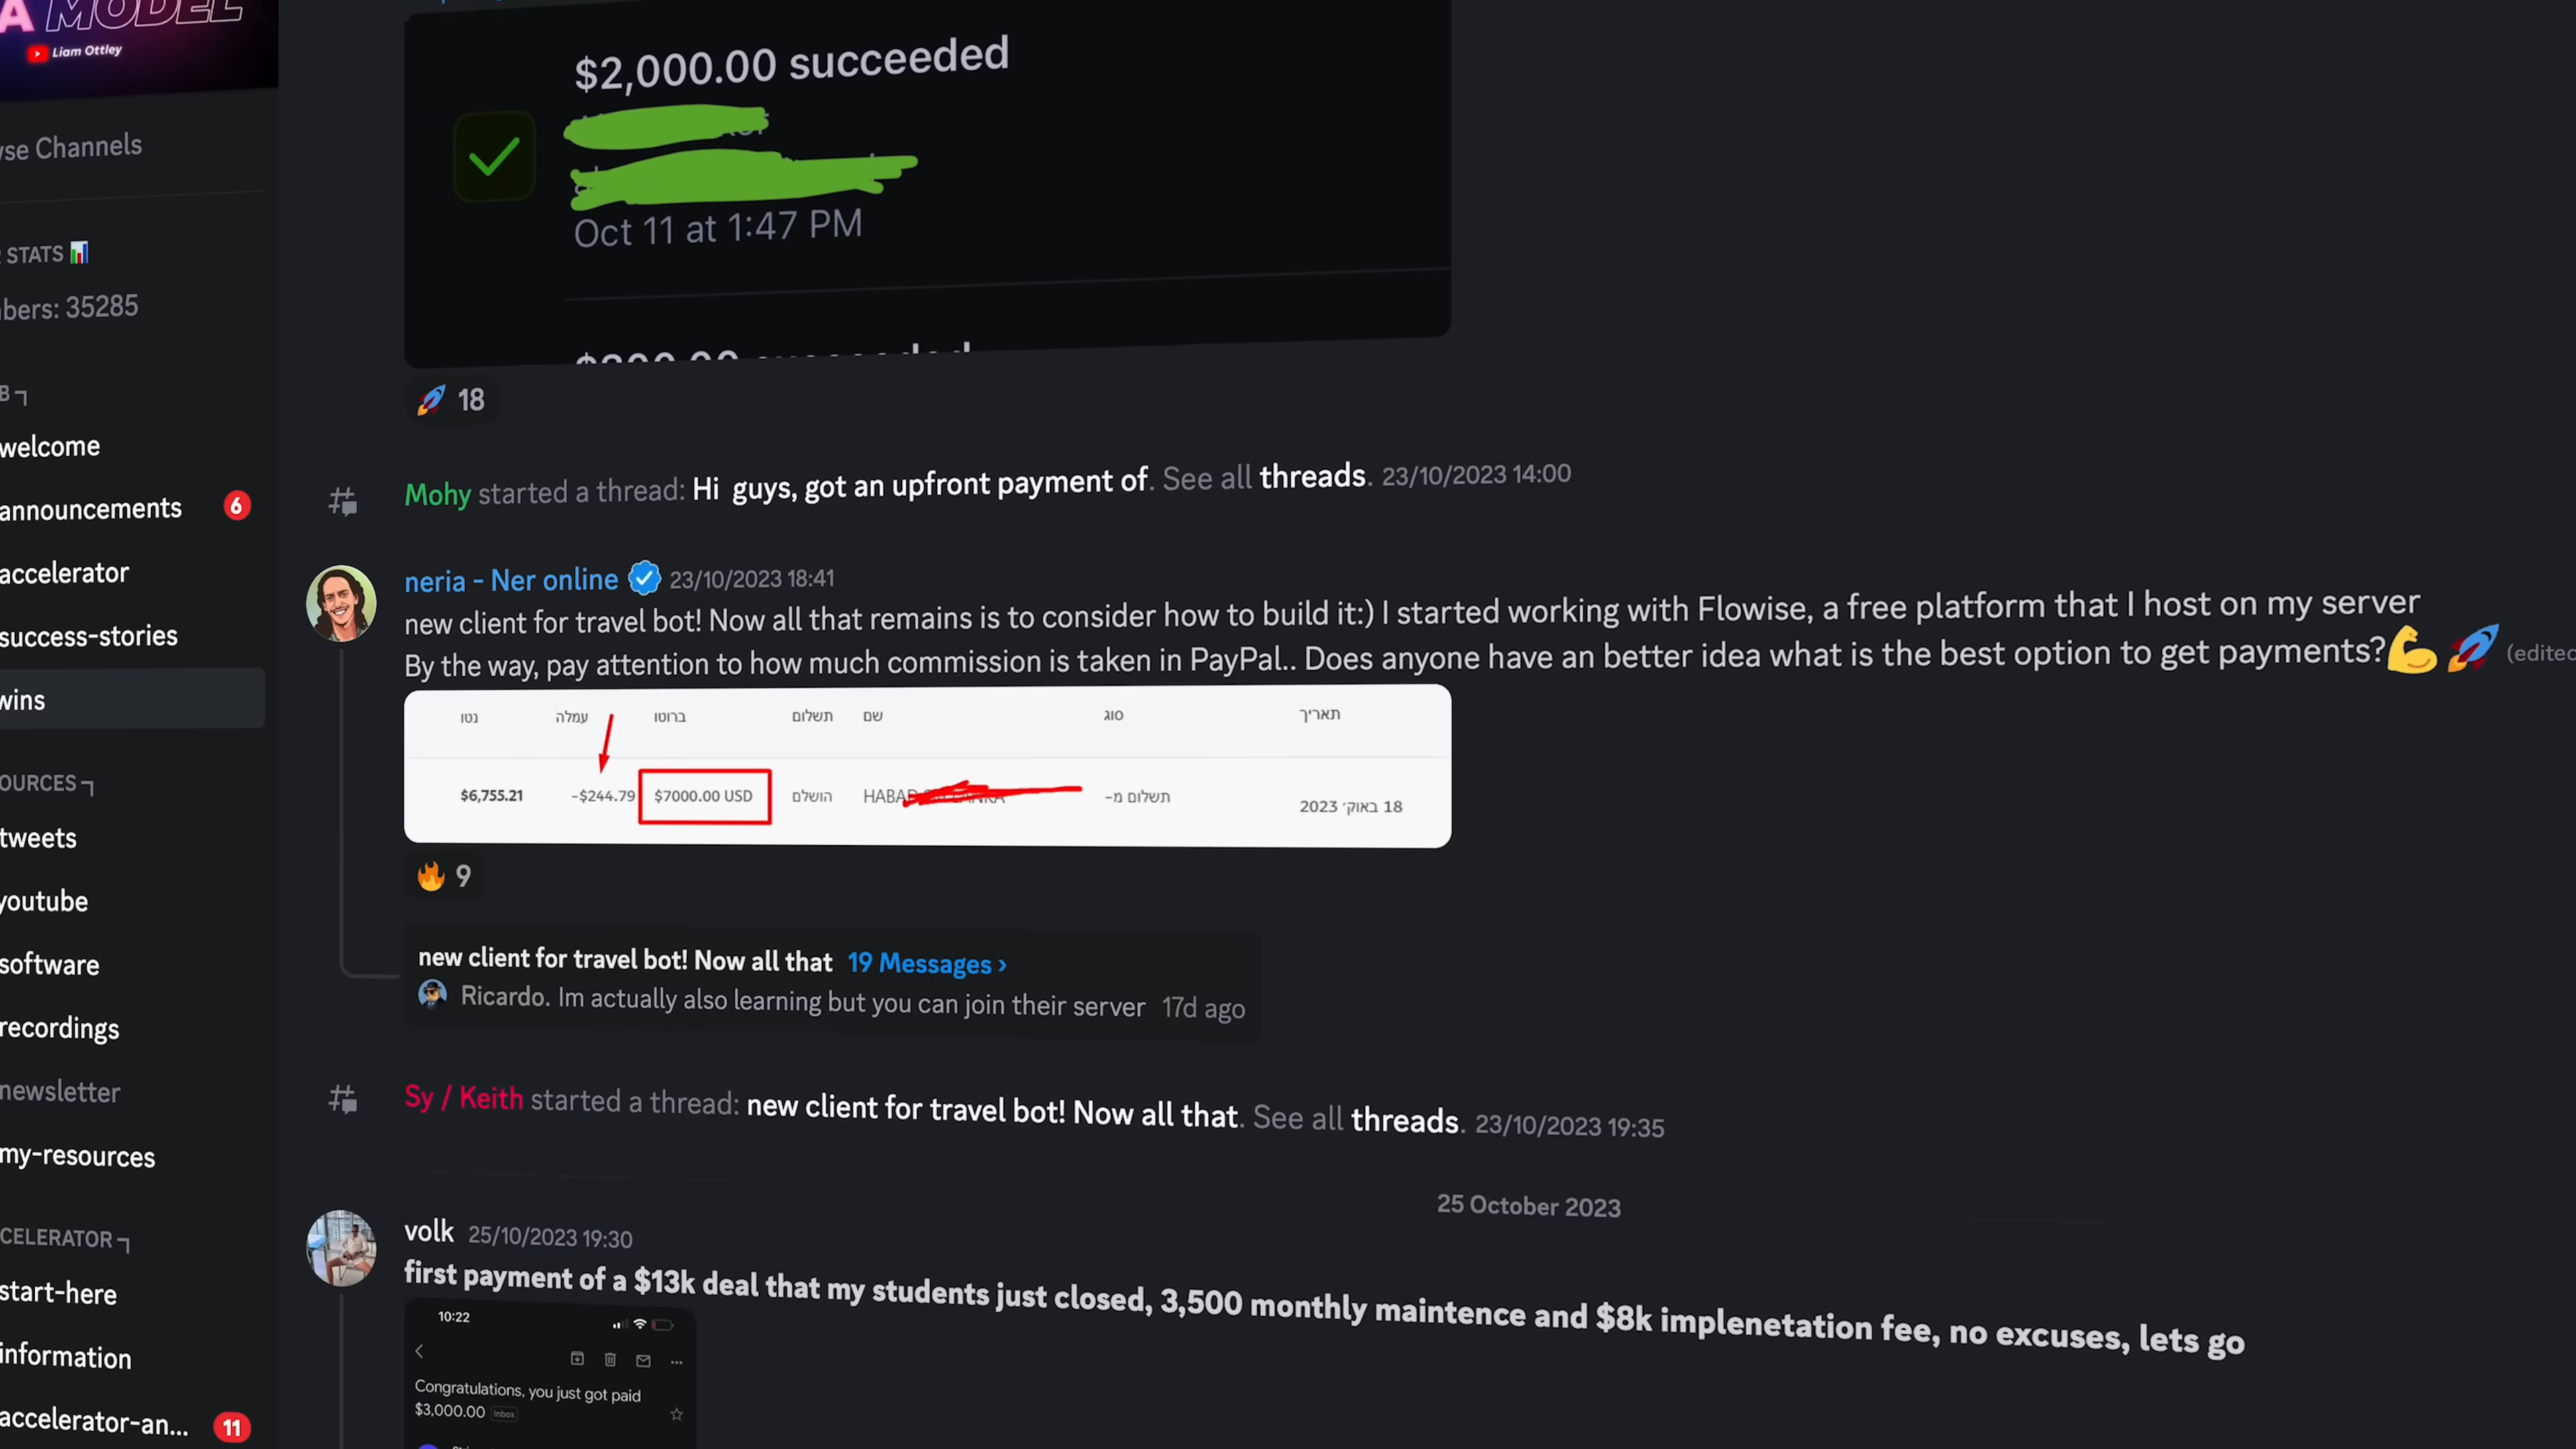 A MODEL
Liam Ottley
se Channels
STATS
bers: 35285
B
welcome
announcements
6
accelerator
success-stories
wins
OURCES
tweets
youtube
software
recordings
newsletter
my-resources
CELERATOR
start-here
information
accelerator-an...
11
$2,000.00 succeeded
Oct 11 at 1:47 PM
18
Mohy started a thread: Hi guys, got an upfront payment of. See all threads. 23/10/2023 14:00
neria - Ner online 23/10/2023 18:41
new client for travel bot! Now all that remains is to consider how to build it:) I started working with Flowise, a free platform that I host on my server
By the way, pay attention to how much commission is taken in PayPal.. Does anyone have an better idea what is the best option to get payments? (edited
נטו עמלה ברוטו תשלום שם סוג תאריך
$6,755.21 -$244.79 $7000.00 USD הושלם HABAD תשלום מ- 18 באוק׳ 2023
9
new client for travel bot! Now all that 19 Messages ›
Ricardo. Im actually also learning but you can join their server 17d ago
Sy / Keith started a thread: new client for travel bot! Now all that. See all threads. 23/10/2023 19:35
25 October 2023
volk 25/10/2023 19:30
first payment of a $13k deal that my students just closed, 3,500 monthly maintence and $8k implenetation fee, no excuses, lets go
10:22
Congratulations, you just got paid
$3,000.00 Inbox